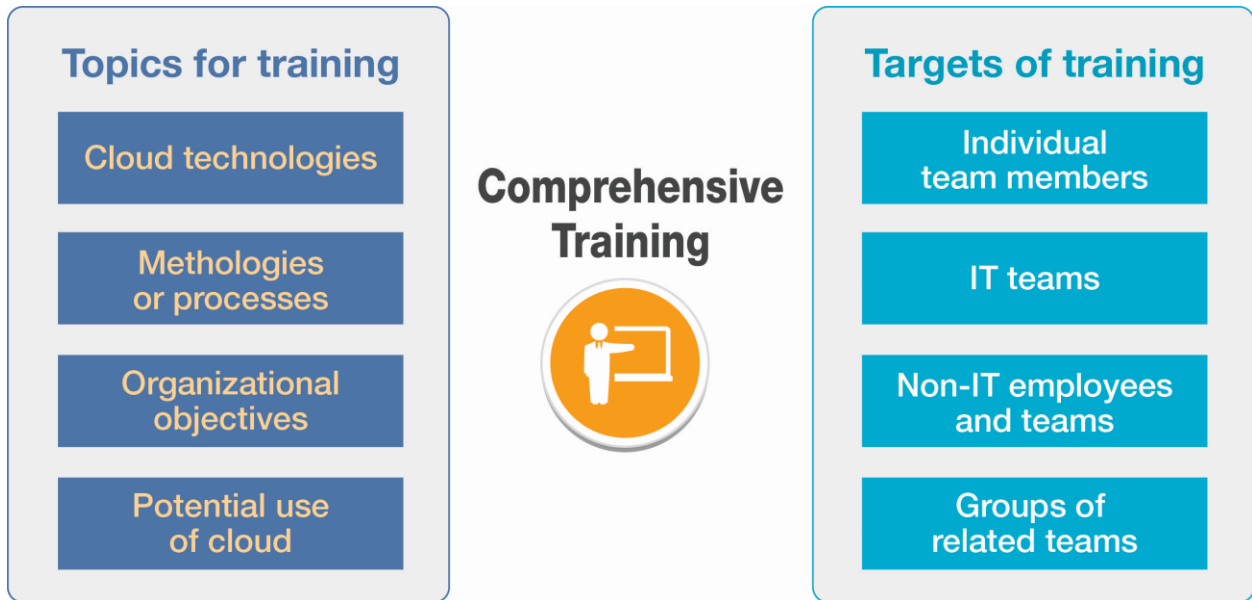 Topics for training
Cloud technologies
Methologies
or processes
Organizational
objectives
Potential use
of cloud
Comprehensive
Training
Targets of training
Individual
team members
IT teams
Non-IT employees
and teams
Groups of
related teams